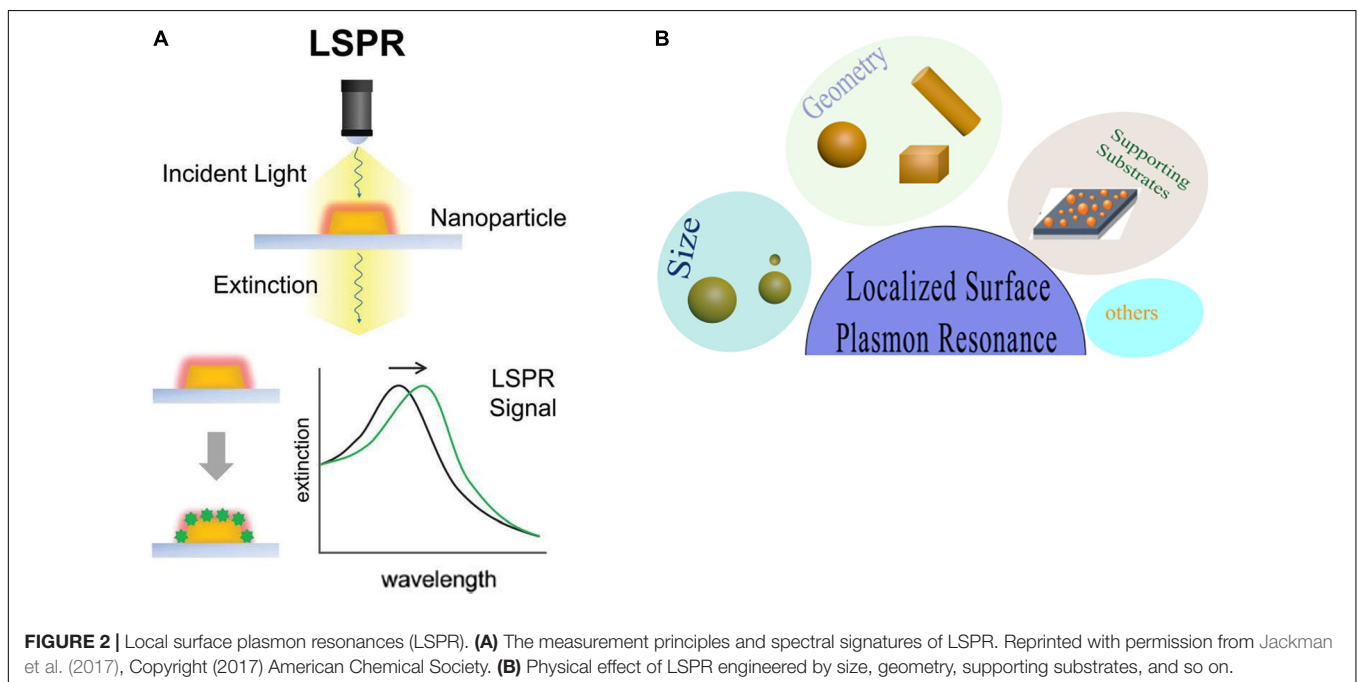 A
LSPR
Incident Light
Nanoparticle
Extinction
LSPR
Signal
extinction
wavelength
B
Geometry
Supporting
Substrates
Size
Localized Surface
Plasmon Resonance
others
FIGURE 2 | Local surface plasmon resonances (LSPR). (A) The measurement principles and spectral signatures of LSPR. Reprinted with permission from Jackman
et al. (2017), Copyright (2017) American Chemical Society. (B) Physical effect of LSPR engineered by size, geometry, supporting substrates, and so on.